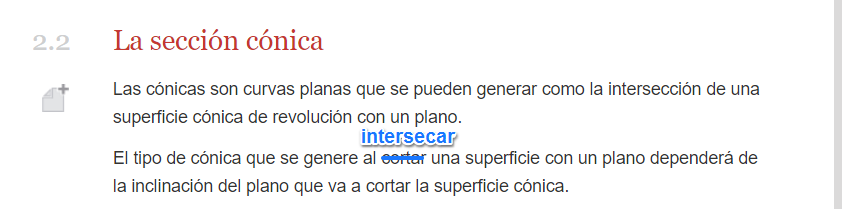 2.2 La sección cónica
Las cónicas son curvas planas que se pueden generar como la intersección de una
superficie cónica de revolución con un plano.
intersecar
El tipo de cónica que se genere al cortar una superficie con un plano dependerá de
la inclinación del plano que va a cortar la superficie cónica.